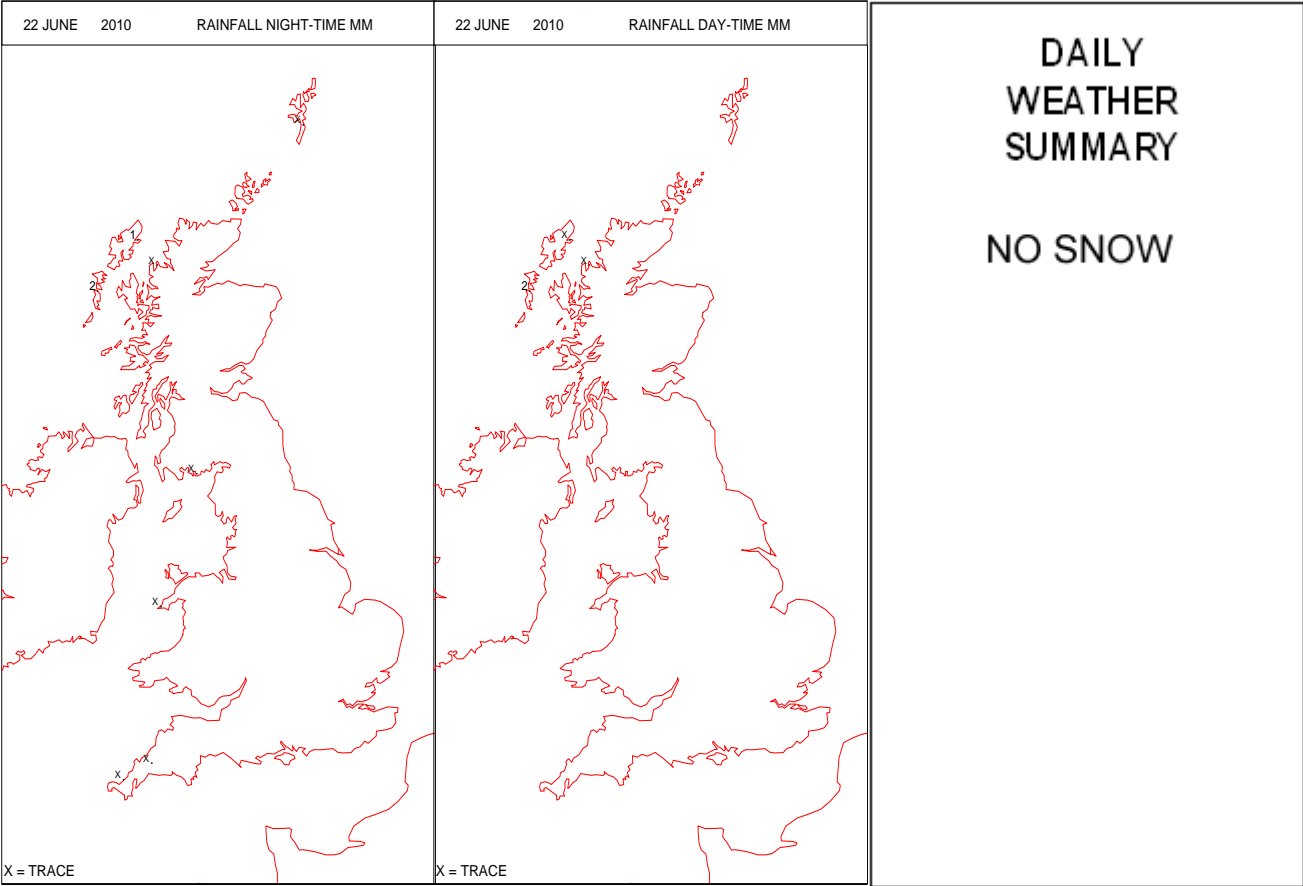 22 JUNE 2010 RAINFALL NIGHT-TIME MM
X
1
X
2
X
X
X
X
X = TRACE
22 JUNE 2010 RAINFALL DAY-TIME MM
X
X
2
X = TRACE
DAILY
WEATHER
SUMMARY
NO SNOW